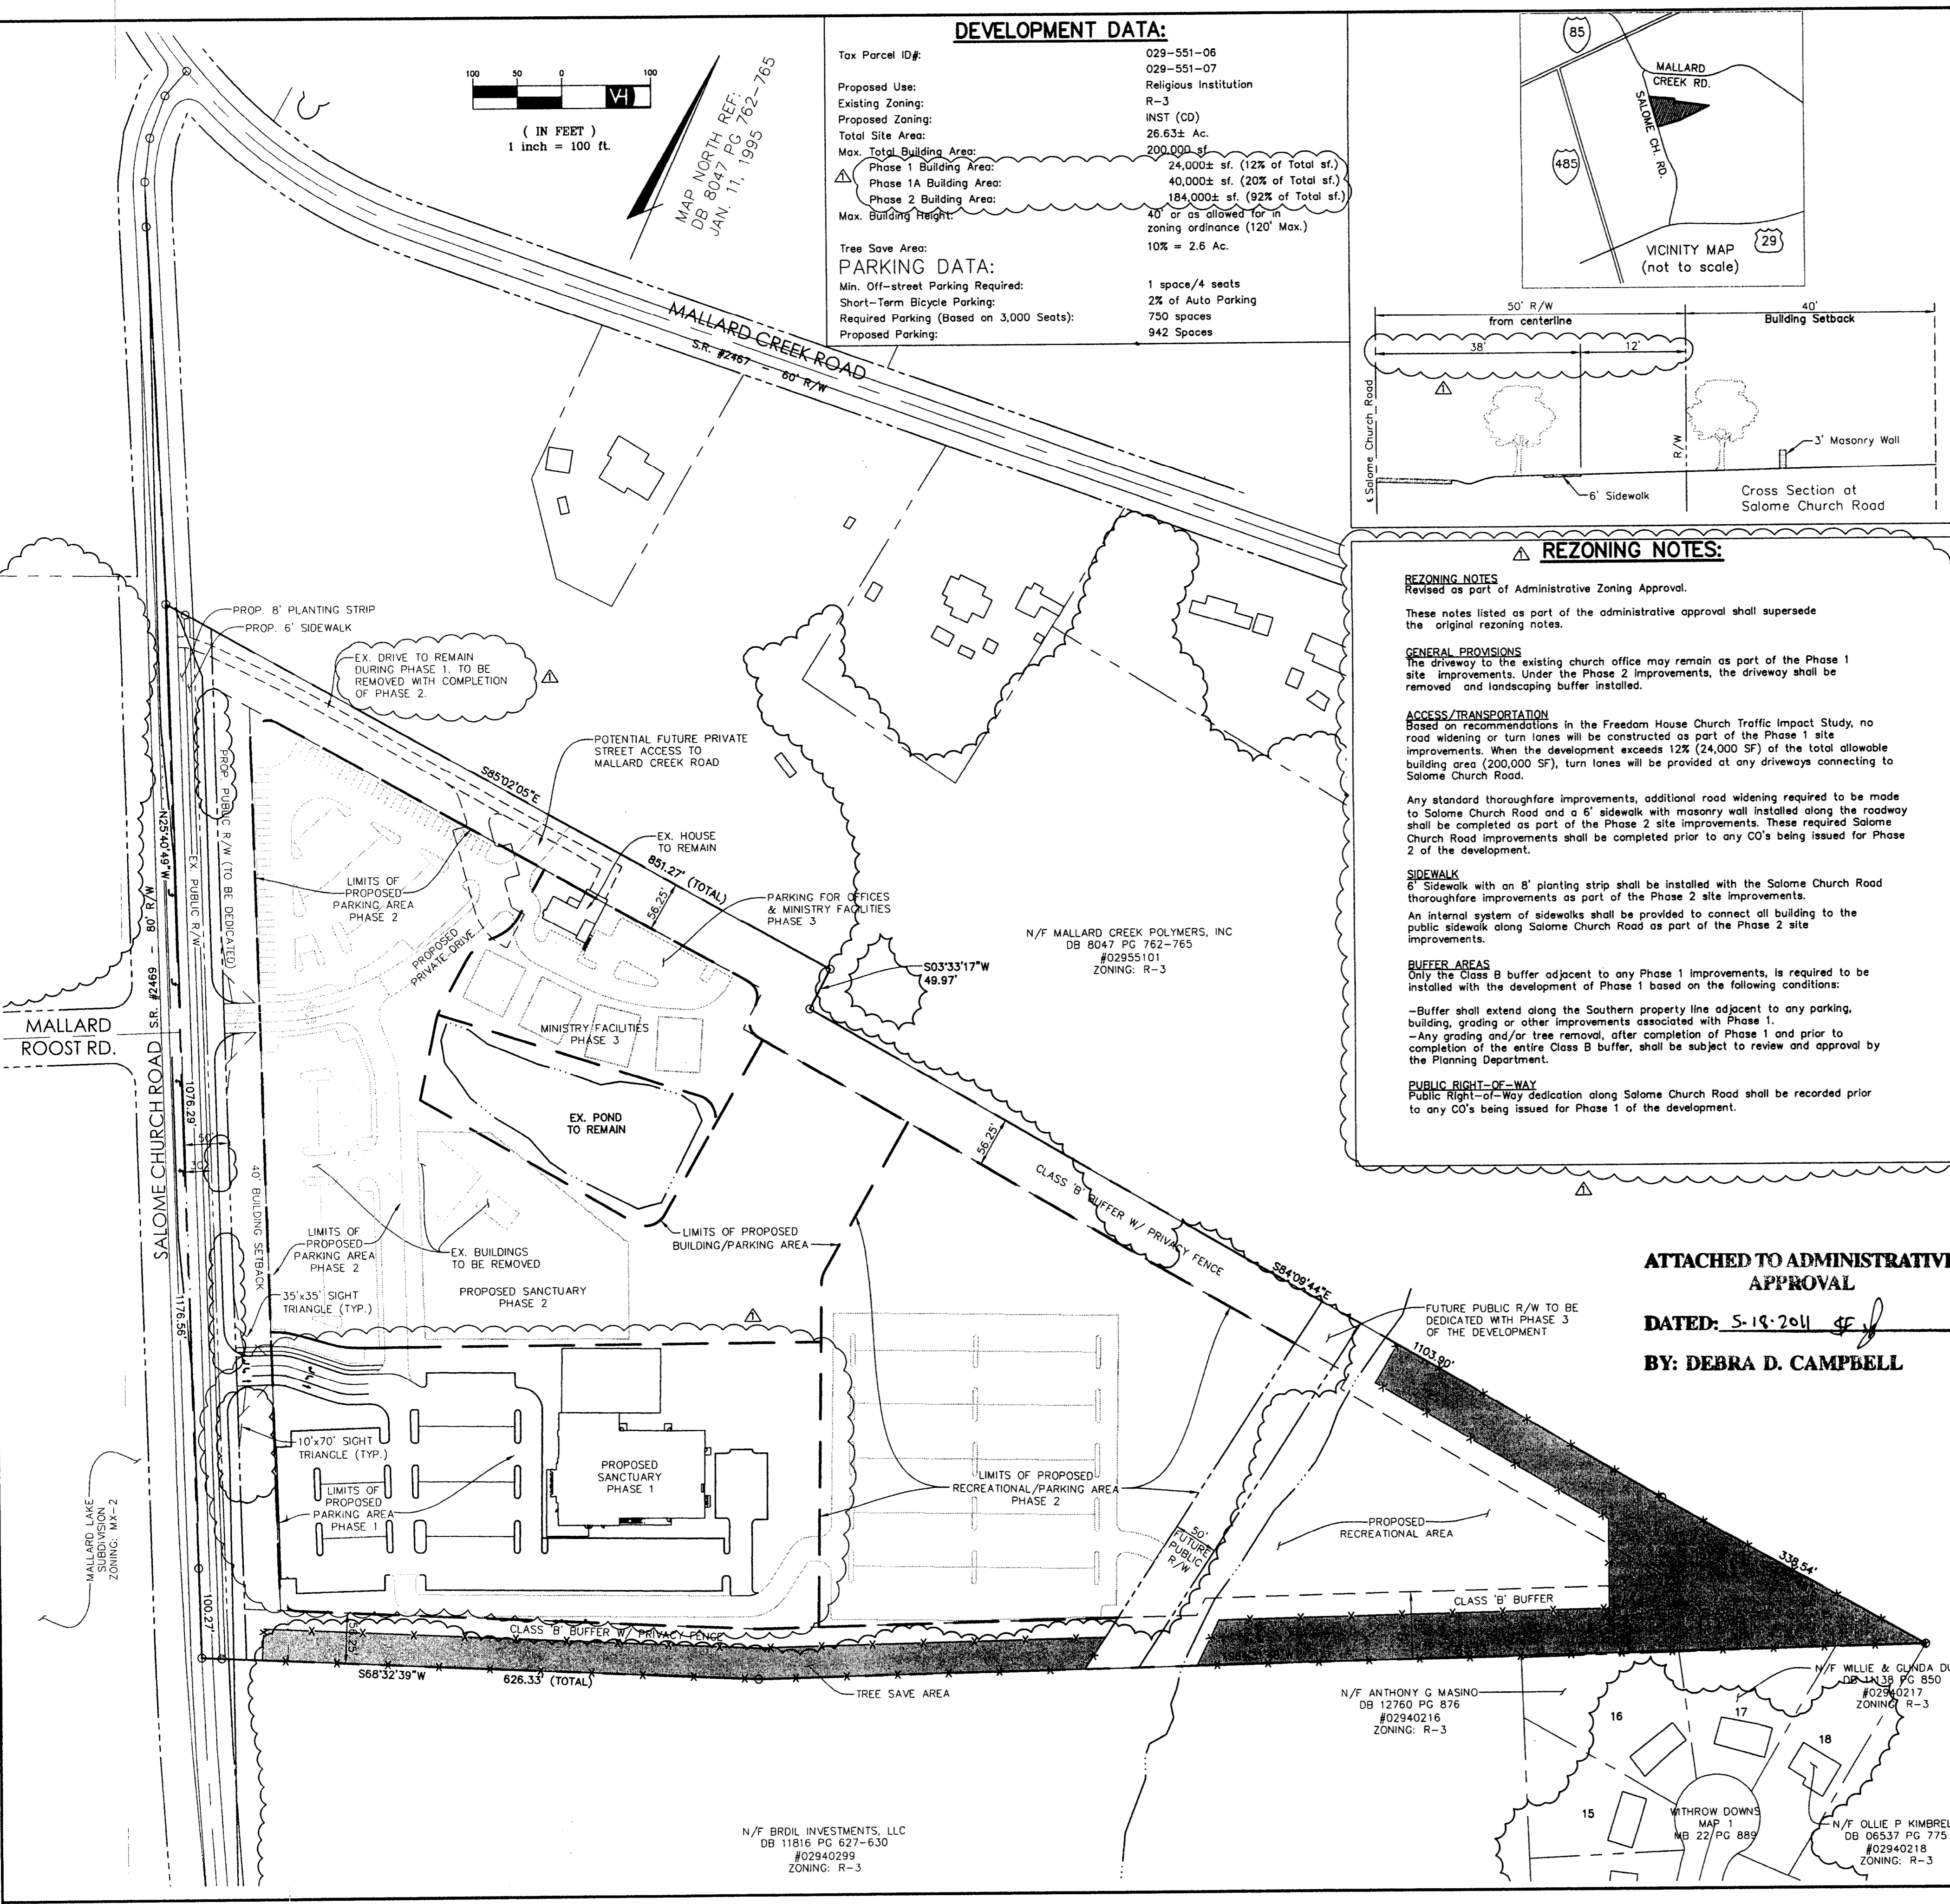 DEVELOPMENT DATA:
Tax Parcel ID#: 029-551-06
029-551-07
Proposed Use: Religious Institution
Existing Zoning: R-3
Proposed Zoning: INST (CD)
Total Site Area: 26.63± Ac.
Max. Total Building Area: 200,000 sf
Phase 1 Building Area: 24,000± sf. (12% of Total sf.)
Phase 1A Building Area: 40,000± sf. (20% of Total sf.)
Phase 2 Building Area: 184,000± sf. (92% of Total sf.)
1
Max. Building Height: 40' or as allowed for in
zoning ordinance (120' Max.)
Tree Save Area: 10% = 2.6 Ac.
PARKING DATA:
Min. Off-street Parking Required: 1 space/4 seats
Short-Term Bicycle Parking: 2% of Auto Parking
Required Parking (Based on 3,000 Seats): 750 spaces
Proposed Parking: 942 Spaces
100 50 0 100
VH
( IN FEET )
1 inch = 100 ft.
MAP NORTH REF:
DB 8047 PG 762-765
JAN. 11, 1995
85
MALLARD
CREEK RD.
SALOME CH. RD.
485
29
VICINITY MAP
(not to scale)
50' R/W
from centerline
40'
Building Setback
38'
12'
1
℄ Salome Church Road
R/W
3' Masonry Wall
6' Sidewalk
Cross Section at
Salome Church Road
1 REZONING NOTES:
REZONING NOTES
Revised as part of Administrative Zoning Approval.
These notes listed as part of the administrative approval shall supersede
the original rezoning notes.
GENERAL PROVISIONS
The driveway to the existing church office may remain as part of the Phase 1
site improvements. Under the Phase 2 improvements, the driveway shall be
removed and landscaping buffer installed.
ACCESS/TRANSPORTATION
Based on recommendations in the Freedom House Church Traffic Impact Study, no
road widening or turn lanes will be constructed as part of the Phase 1 site
improvements. When the development exceeds 12% (24,000 SF) of the total allowable
building area (200,000 SF), turn lanes will be provided at any driveways connecting to
Salome Church Road.
Any standard thoroughfare improvements, additional road widening required to be made
to Salome Church Road and a 6' sidewalk with masonry wall installed along the roadway
shall be completed as part of the Phase 2 site improvements. These required Salome
Church Road improvements shall be completed prior to any CO's being issued for Phase
2 of the development.
SIDEWALK
6' Sidewalk with an 8' planting strip shall be installed with the Salome Church Road
thoroughfare improvements as part of the Phase 2 site improvements.
An internal system of sidewalks shall be provided to connect all building to the
public sidewalk along Salome Church Road as part of the Phase 2 site
improvements.
BUFFER AREAS
Only the Class B buffer adjacent to any Phase 1 improvements, is required to be
installed with the development of Phase 1 based on the following conditions:
-Buffer shall extend along the Southern property line adjacent to any parking,
building, grading or other improvements associated with Phase 1.
-Any grading and/or tree removal, after completion of Phase 1 and prior to
completion of the entire Class B buffer, shall be subject to review and approval by
the Planning Department.
PUBLIC RIGHT-OF-WAY
Public Right-of-Way dedication along Salome Church Road shall be recorded prior
to any CO's being issued for Phase 1 of the development.
1
ATTACHED TO ADMINISTRATIVE
APPROVAL
DATED: 5-18-2011
BY: DEBRA D. CAMPBELL
MALLARD CREEK ROAD
S.R. #2467 - 60' R/W
PROP. 8' PLANTING STRIP
PROP. 6' SIDEWALK
EX. DRIVE TO REMAIN
DURING PHASE 1. TO BE
REMOVED WITH COMPLETION
OF PHASE 2.
1
POTENTIAL FUTURE PRIVATE
STREET ACCESS TO
MALLARD CREEK ROAD
S85°02'05"E
851.27' (TOTAL)
56.25'
EX. HOUSE
TO REMAIN
PARKING FOR OFFICES
& MINISTRY FACILITIES
PHASE 3
LIMITS OF
PROPOSED
PARKING AREA
PHASE 2
PROPOSED
PRIVATE DRIVE
PROP. PUBLIC R/W (TO BE DEDICATED)
EX. PUBLIC R/W
N25°40'49"W
SALOME CHURCH ROAD S.R. #2469 - 80' R/W
MALLARD
ROOST RD.
S03°33'17"W
49.97'
N/F MALLARD CREEK POLYMERS, INC
DB 8047 PG 762-765
#02955101
ZONING: R-3
MINISTRY FACILITIES
PHASE 3
EX. POND
TO REMAIN
1076.29'
50'
40' BUILDING SETBACK
1176.56'
56.25'
CLASS 'B' BUFFER W/ PRIVACY FENCE
S84°09'44"E
LIMITS OF
PROPOSED
PARKING AREA
PHASE 2
EX. BUILDINGS
TO BE REMOVED
LIMITS OF PROPOSED
BUILDING/PARKING AREA
35'x35' SIGHT
TRIANGLE (TYP.)
PROPOSED SANCTUARY
PHASE 2
1
FUTURE PUBLIC R/W TO BE
DEDICATED WITH PHASE 3
OF THE DEVELOPMENT
1103.90'
10'x70' SIGHT
TRIANGLE (TYP.)
LIMITS OF
PROPOSED
PARKING AREA
PHASE 1
PROPOSED
SANCTUARY
PHASE 1
LIMITS OF PROPOSED
RECREATIONAL/PARKING AREA
PHASE 2
50'
FUTURE
PUBLIC
R/W
PROPOSED
RECREATIONAL AREA
338.54'
CLASS 'B' BUFFER
MALLARD LAKE
SUBDIVISION
ZONING: MX-2
100.27'
56.25'
CLASS 'B' BUFFER W/ PRIVACY FENCE
S68°32'39"W
626.33' (TOTAL)
TREE SAVE AREA
N/F ANTHONY G MASINO
DB 12760 PG 876
#02940216
ZONING: R-3
N/F WILLIE & GLINDA
DB 11138 PG 850
#02940217
ZONING: R-3
16
17
18
15
WITHROW DOWNS
MAP 1
MB 22 PG 889
N/F OLLIE P
DB 06537 PG 775
#02940218
ZONING: R-3
N/F BRDIL INVESTMENTS, LLC
DB 11816 PG 627-630
#02940299
ZONING: R-3